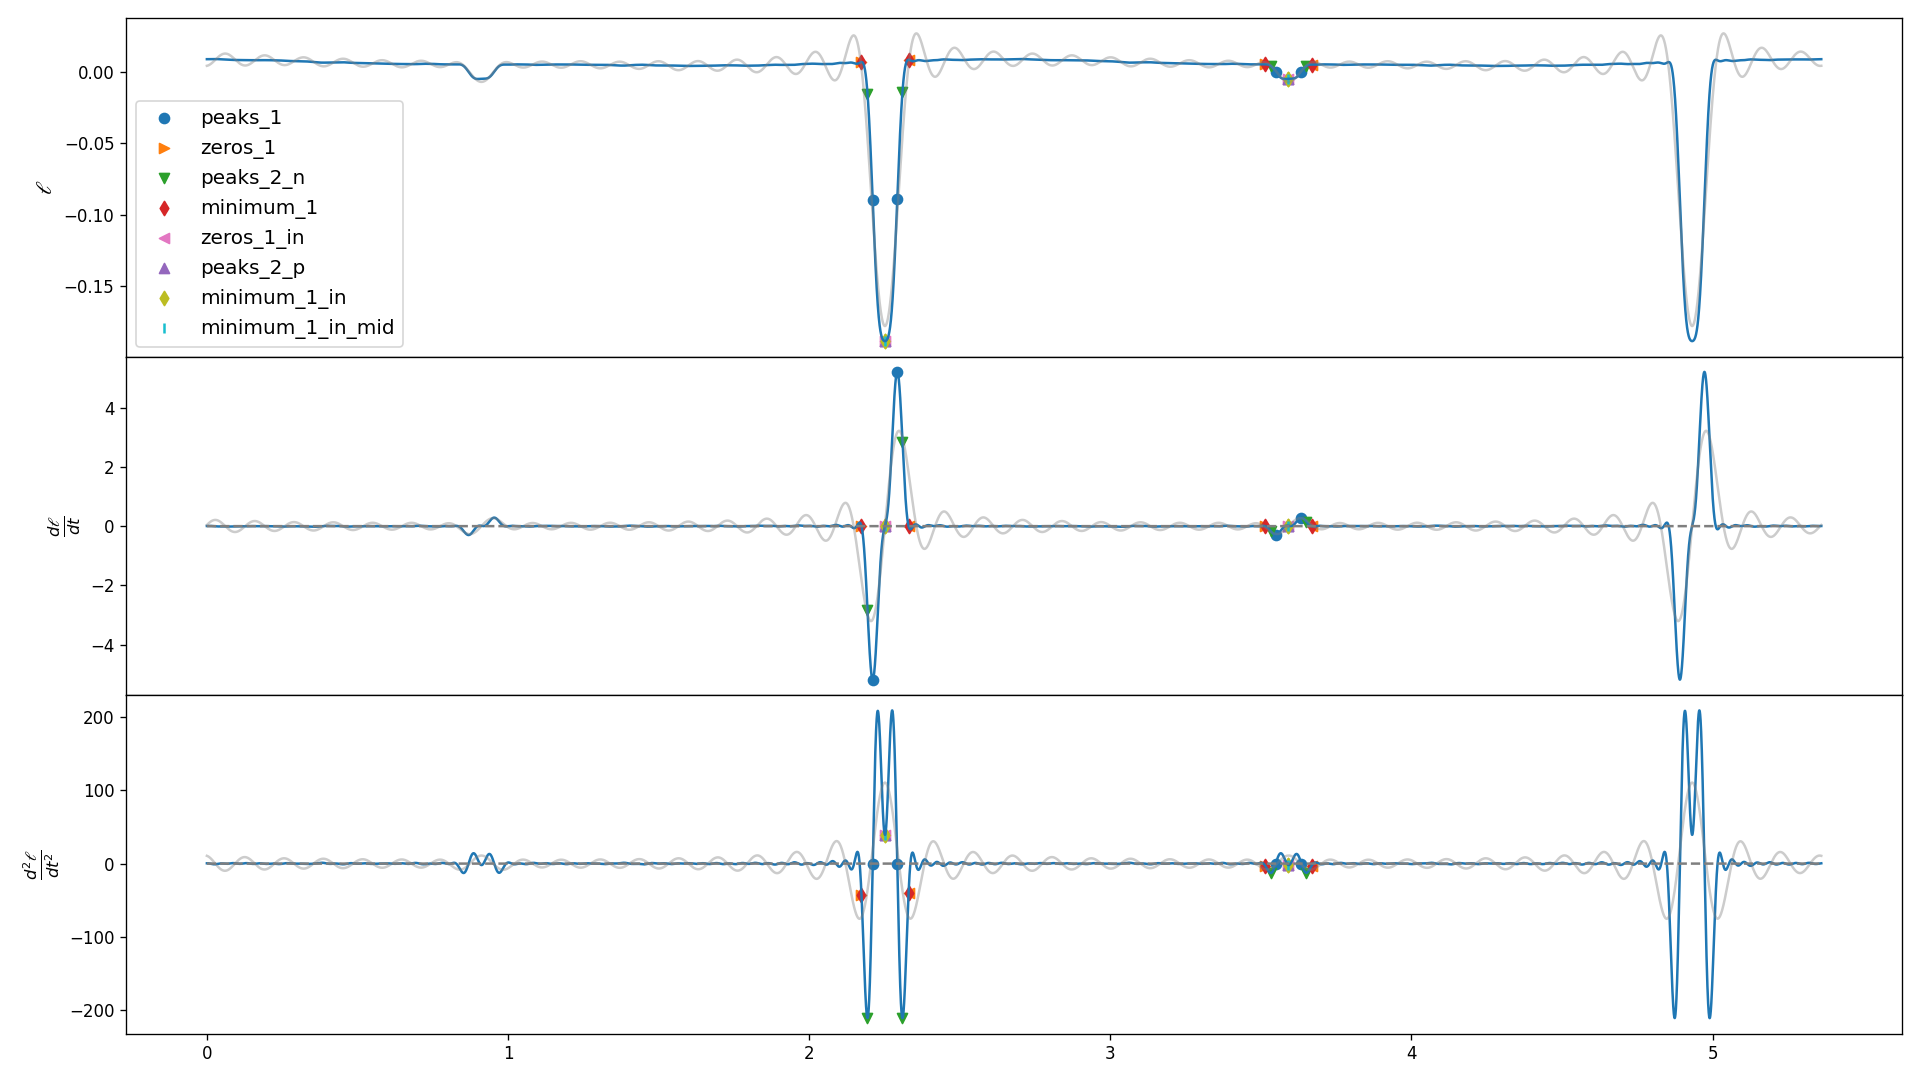 0.00
−0.05
−0.10
−0.15
ℓ
peaks_1
zeros_1
peaks_2_n
minimum_1
zeros_1_in
peaks_2_p
minimum_1_in
minimum_1_in_mid
4
2
0
−2
−4
dℓ
dt
200
100
0
−100
−200
d²ℓ
dt²
0 1 2 3 4 5